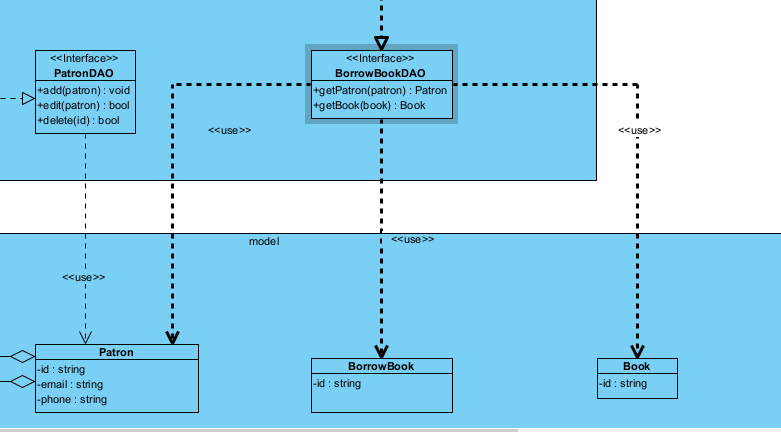 <<Interface>>
PatronDAO
+add(patron) : void
+edit(patron) : bool
+delete(id) : bool
<<Interface>>
BorrowBookDAO
+getPatron(patron) : Patron
+getBook(book) : Book
<<use>>
<<use>>
model
<<use>>
<<use>>
Patron
-id : string
-email : string
-phone : string
BorrowBook
-id : string
Book
-id : string